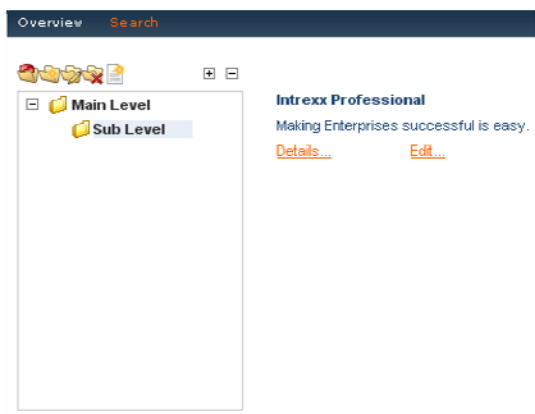 Overview Search
Main Level
Sub Level
Intrexx Professional
Making Enterprises successful is easy.
Details... Edit...